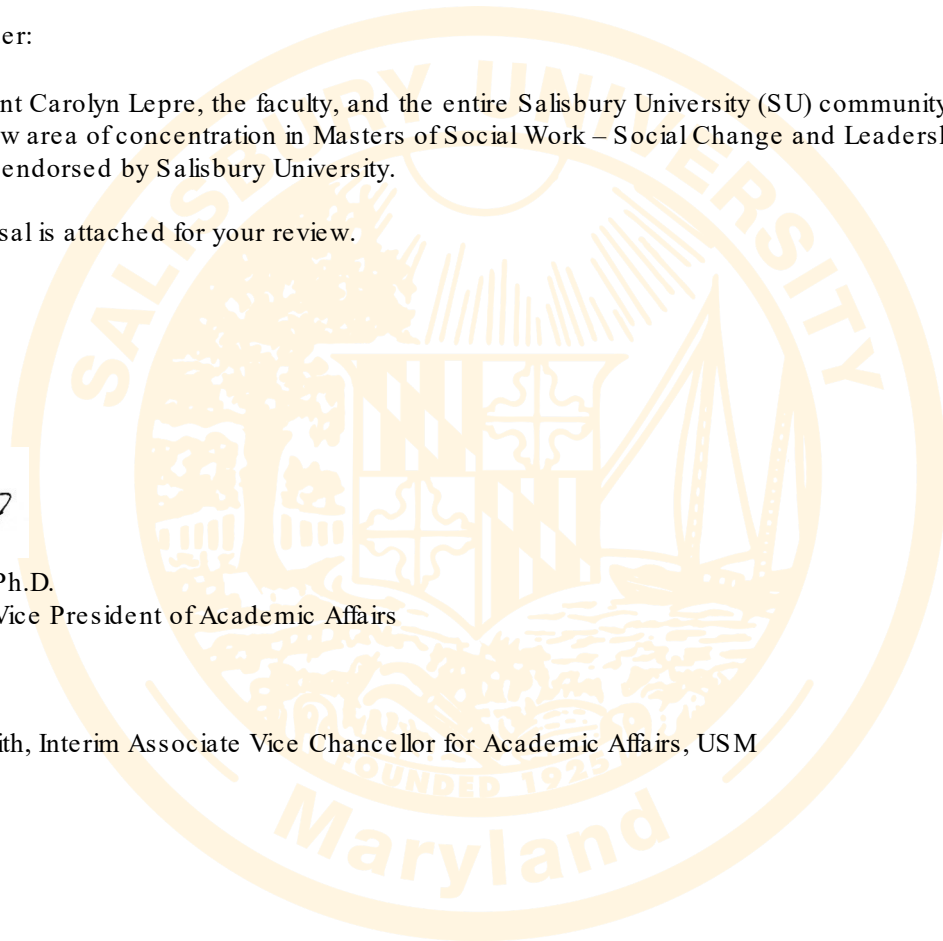 er:
nt Carolyn Lepre, the faculty, and the entire Salisbury University (SU) community
w area of concentration in Masters of Social Work – Social Change and Leadersh
endorsed by Salisbury University.
sal is attached for your review.
Ph.D.
Vice President of Academic Affairs
ith, Interim Associate Vice Chancellor for Academic Affairs, USM
SALISBURY UNIVERSITY
FOUNDED 1925
Maryland